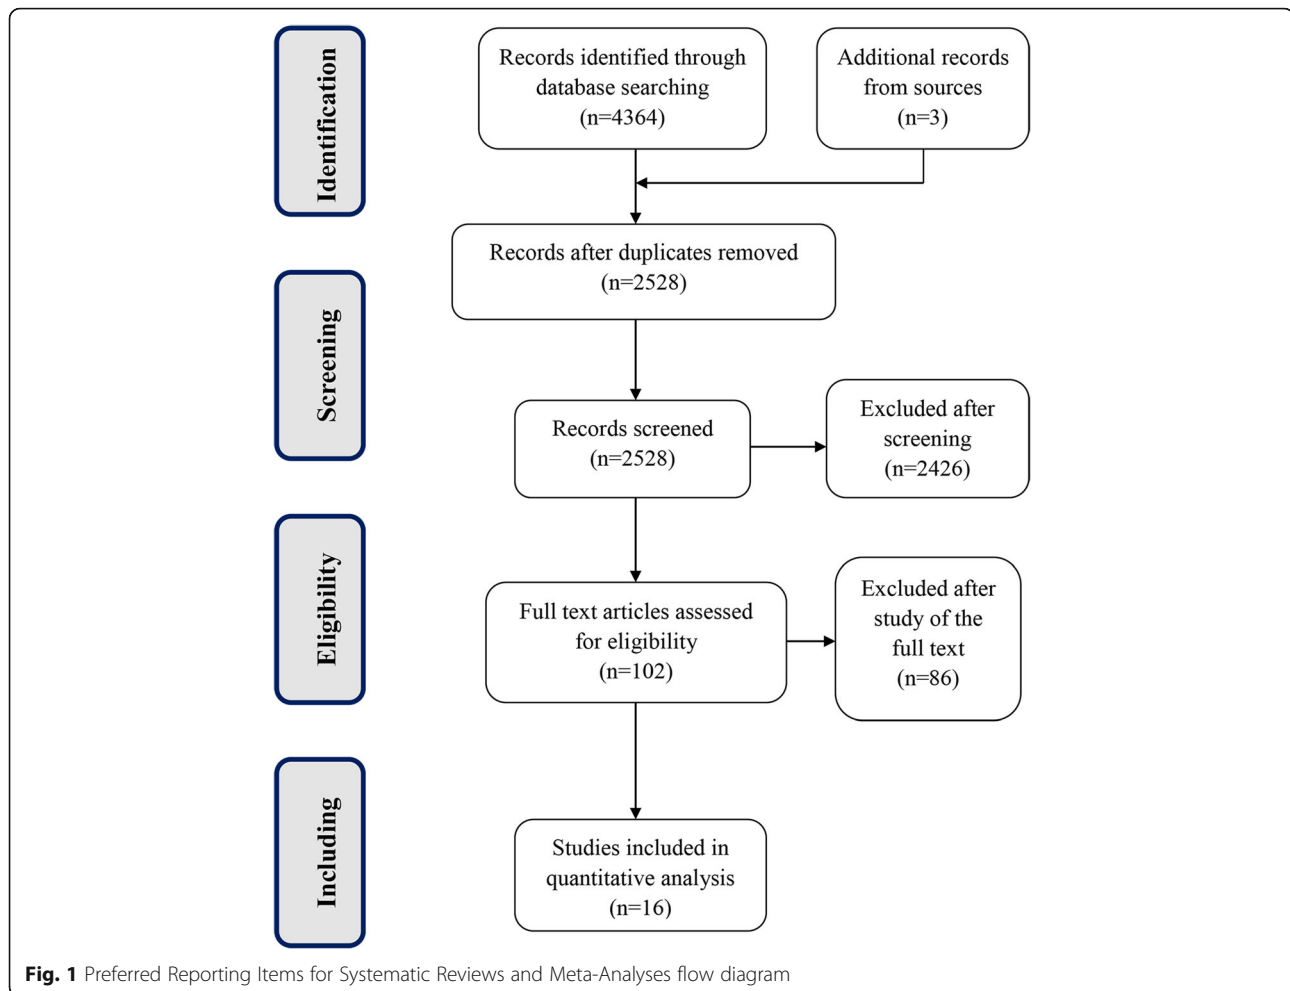 Identification
Records identified through
database searching
(n=4364)
Additional records
from sources
(n=3)
Records after duplicates removed
(n=2528)
Screening
Records screened
(n=2528)
Excluded after
screening
(n=2426)
Eligibility
Full text articles assessed
for eligibility
(n=102)
Excluded after
study of the
full text
(n=86)
Including
Studies included in
quantitative analysis
(n=16)
Fig. 1 Preferred Reporting Items for Systematic Reviews and Meta-Analyses flow diagram